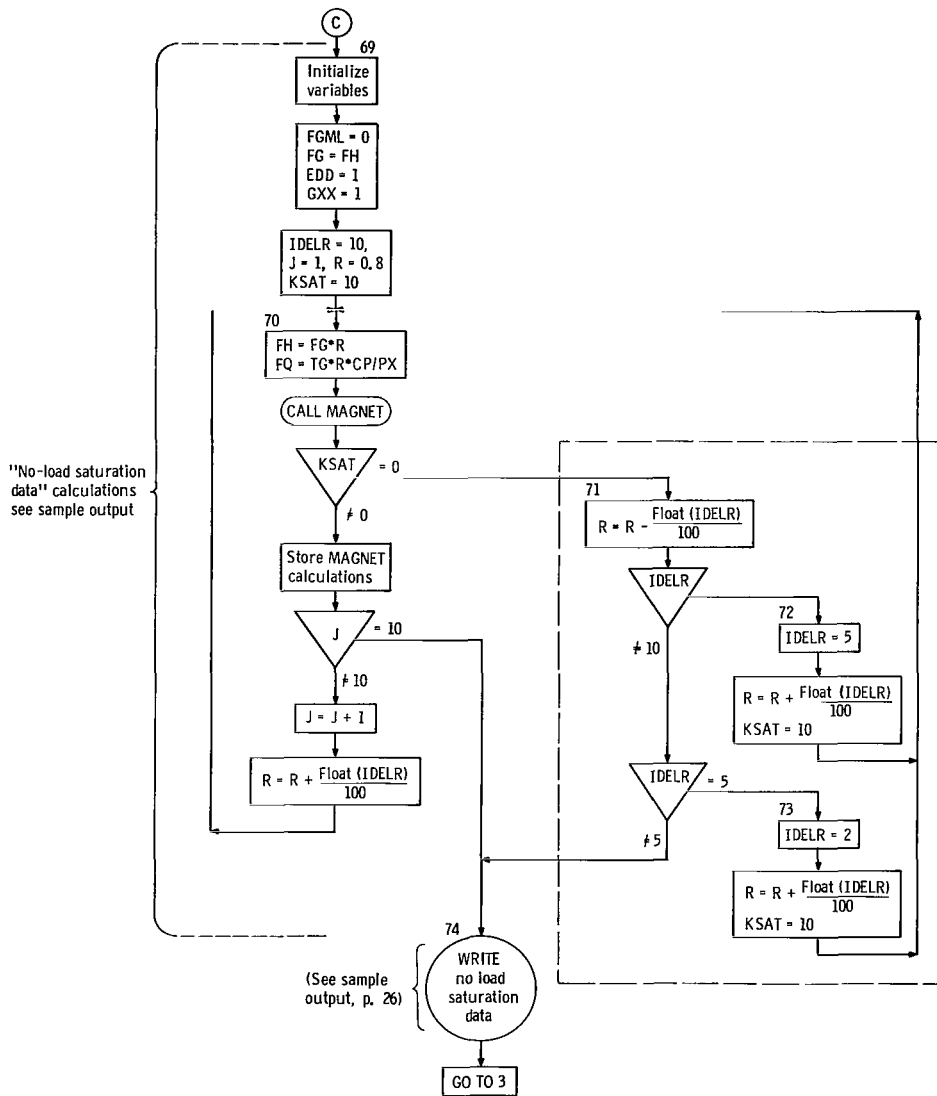 C
69
Initialize
variables
FGML = 0
FG = FH
EDD = 1
GXX = 1
IDELR = 10,
J = 1, R = 0.8
KSAT = 10
70
FH = FG*R
FQ = TG*R*CP/PX
CALL MAGNET
KSAT
= 0
≠ 0
Store MAGNET
calculations
J
= 10
≠ 10
J = J + 1
R = R + Float (IDELR)
100
"No-load saturation
data" calculations
see sample output
71
R = R - Float (IDELR)
100
IDELR
≠ 10
72
IDELR = 5
R = R + Float (IDELR)
100
KSAT = 10
IDELR
= 5
≠ 5
73
IDELR = 2
R = R + Float (IDELR)
100
KSAT = 10
74
WRITE
no load
saturation
data
(See sample
output, p. 26)
GO TO 3